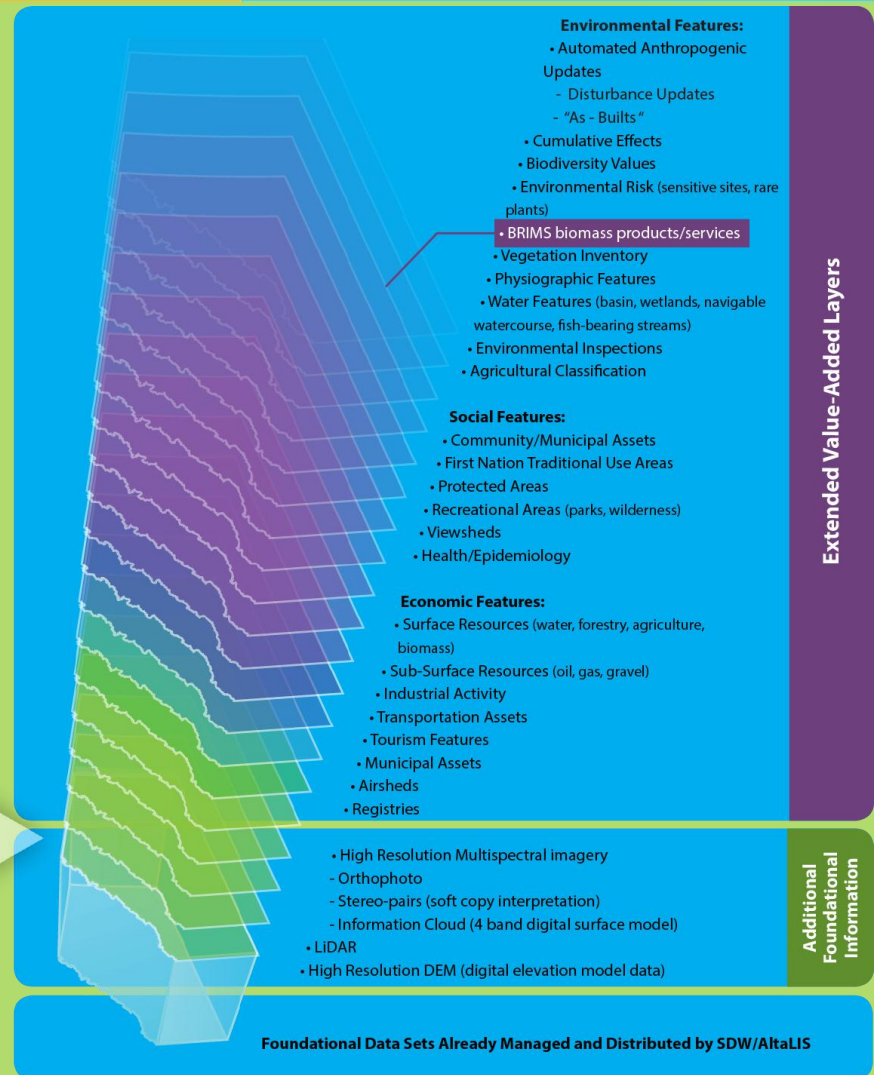 Environmental Features:
• Automated Anthropogenic
Updates
- Disturbance Updates
- "As - Builts"
• Cumulative Effects
• Biodiversity Values
• Environmental Risk (sensitive sites, rare
plants)
• BRIMS biomass products/services
• Vegetation Inventory
• Physiographic Features
• Water Features (basin, wetlands, navigable
watercourse, fish-bearing streams)
• Environmental Inspections
• Agricultural Classification
Social Features:
• Community/Municipal Assets
• First Nation Traditional Use Areas
• Protected Areas
• Recreational Areas (parks, wilderness)
• Viewsheds
• Health/Epidemiology
Economic Features:
• Surface Resources (water, forestry, agriculture,
biomass)
• Sub-Surface Resources (oil, gas, gravel)
• Industrial Activity
• Transportation Assets
• Tourism Features
• Municipal Assets
• Airsheds
• Registries
Extended Value-Added Layers
• High Resolution Multispectral imagery
- Orthophoto
- Stereo-pairs (soft copy interpretation)
- Information Cloud (4 band digital surface model)
• LiDAR
• High Resolution DEM (digital elevation model data)
Additional
Foundational
Information
Foundational Data Sets Already Managed and Distributed by SDW/AltaLIS